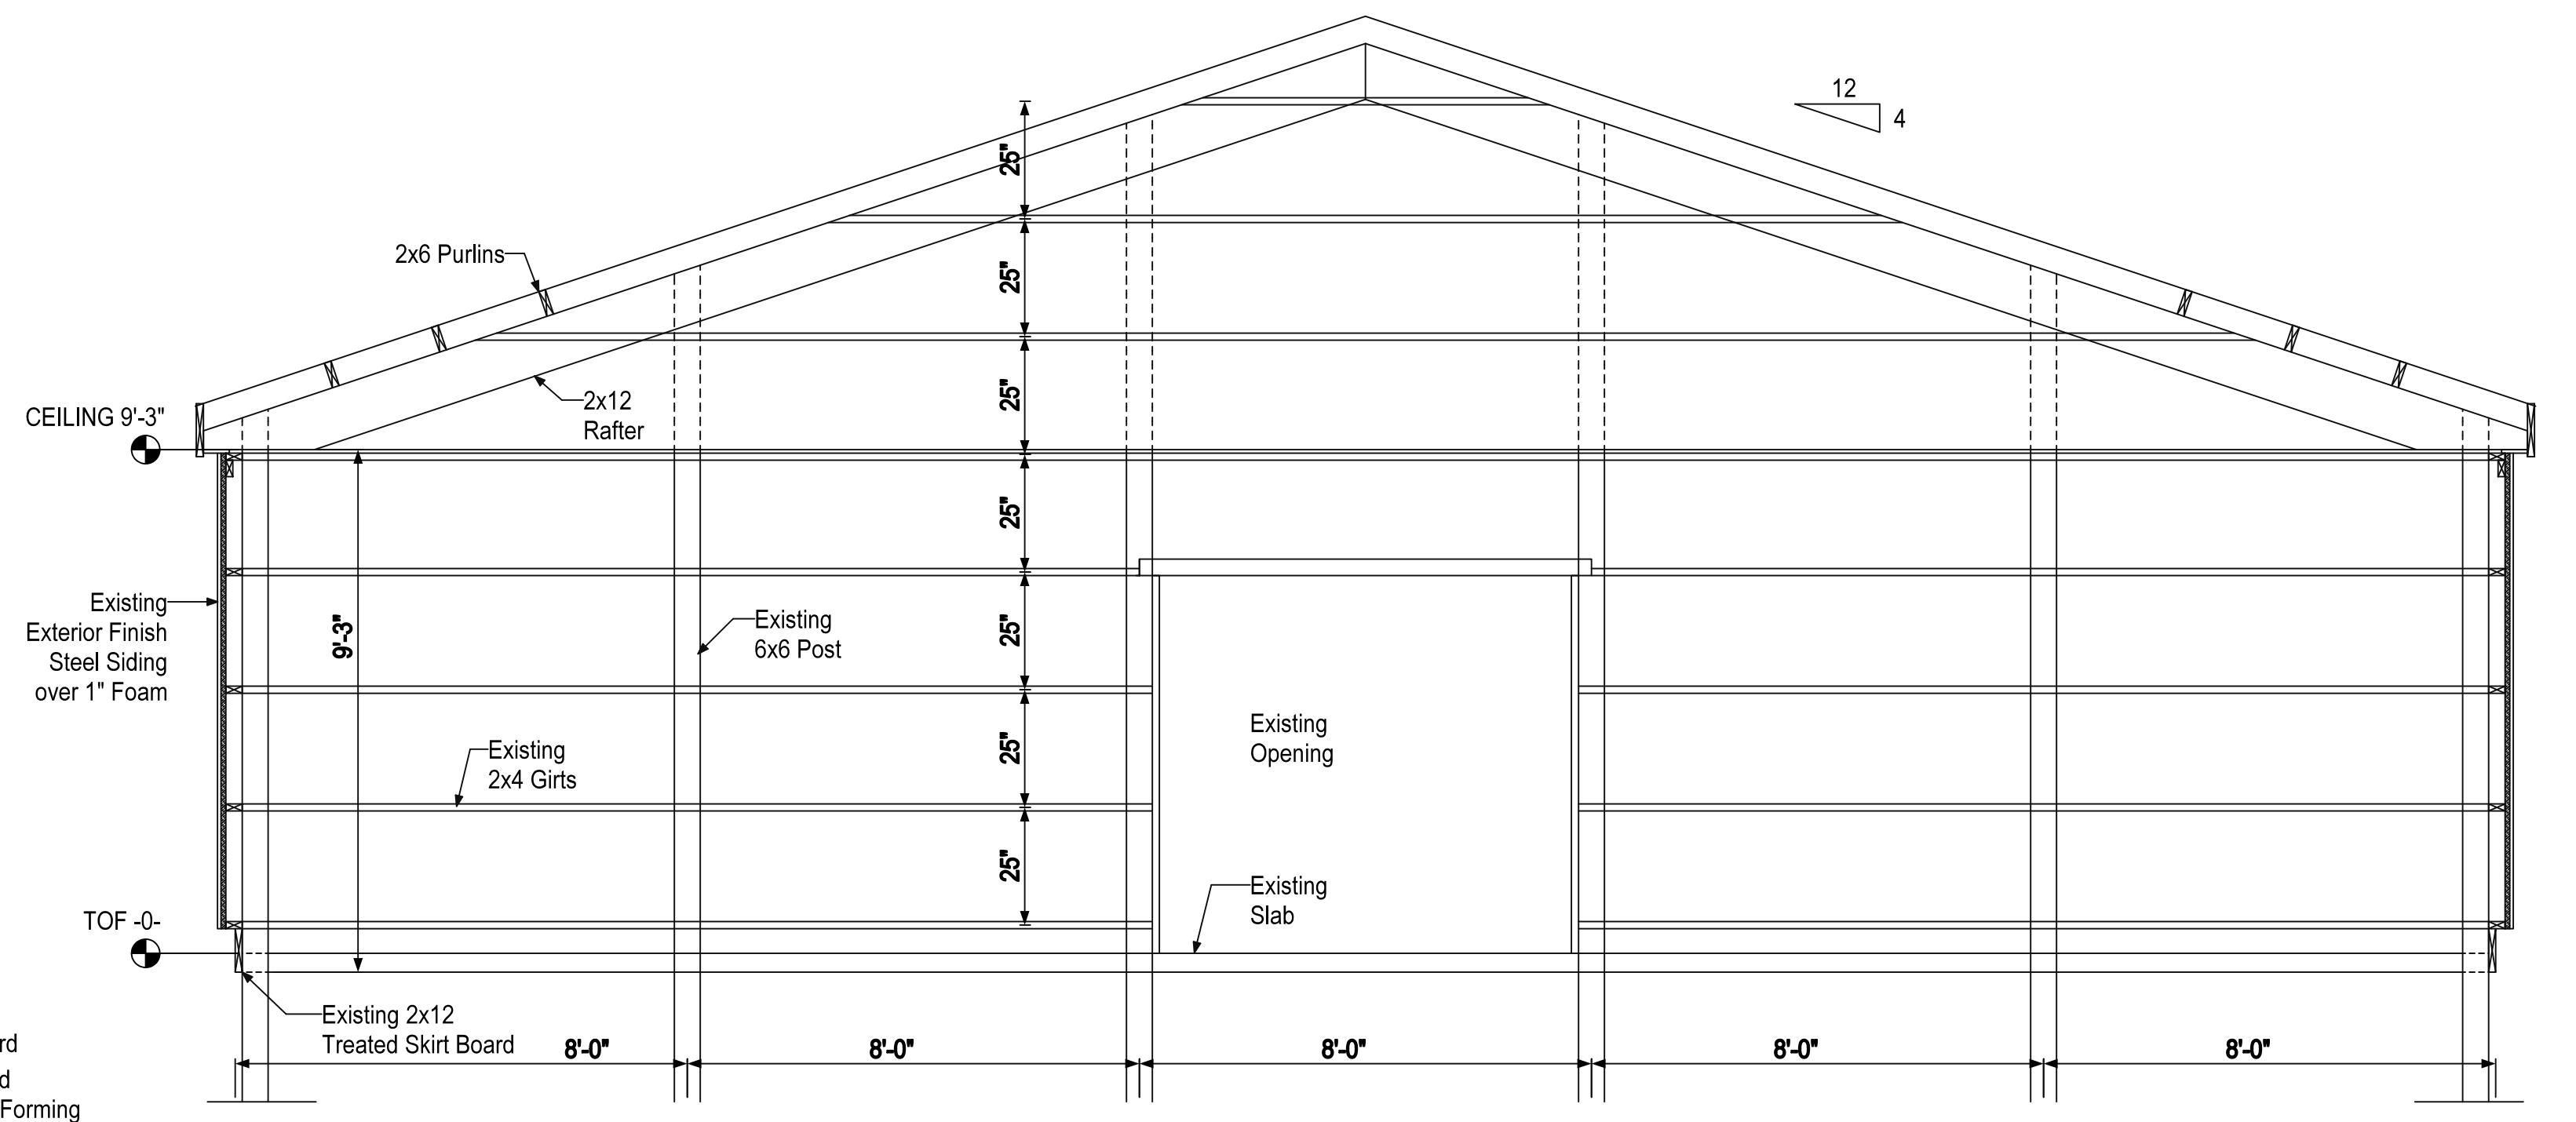 12
4
25"
2x6 Purlins
25"
25"
2x12
Rafter
CEILING 9'-3"
25"
Existing
Exterior Finish
Steel Siding
over 1" Foam
9'-3"
Existing
6x6 Post
25"
Existing
Opening
Existing
2x4 Girts
25"
25"
Existing
Slab
TOF -0-
Existing 2x12
Treated Skirt Board
rd
d
Forming
8'-0"
8'-0"
8'-0"
8'-0"
8'-0"